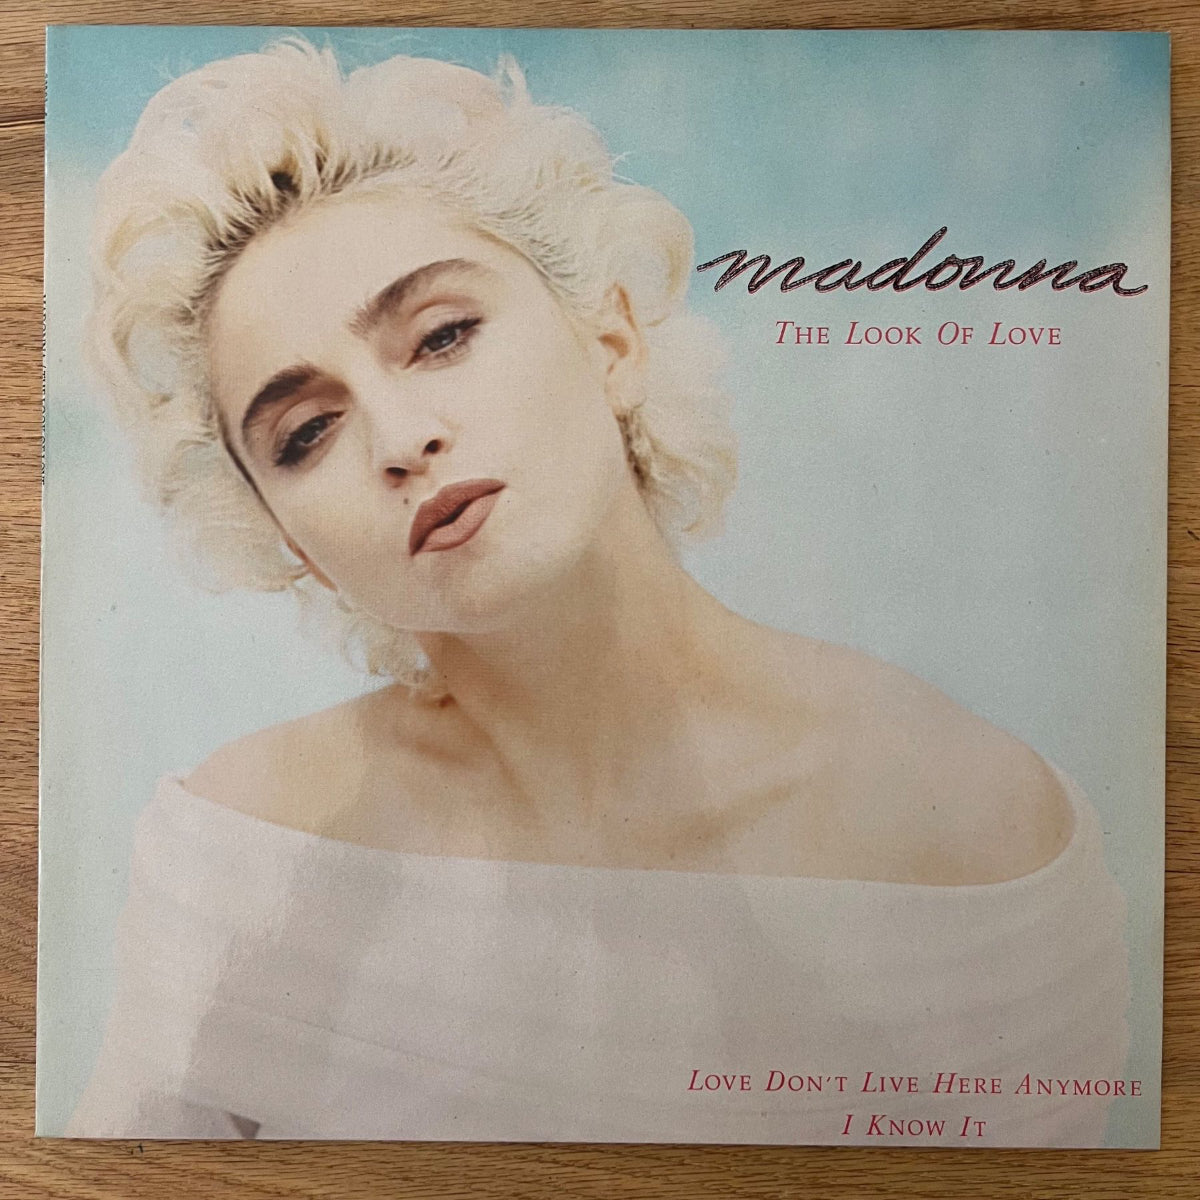 madonna
The Look Of Love
Love Don't Live Here Anymore
I Know It